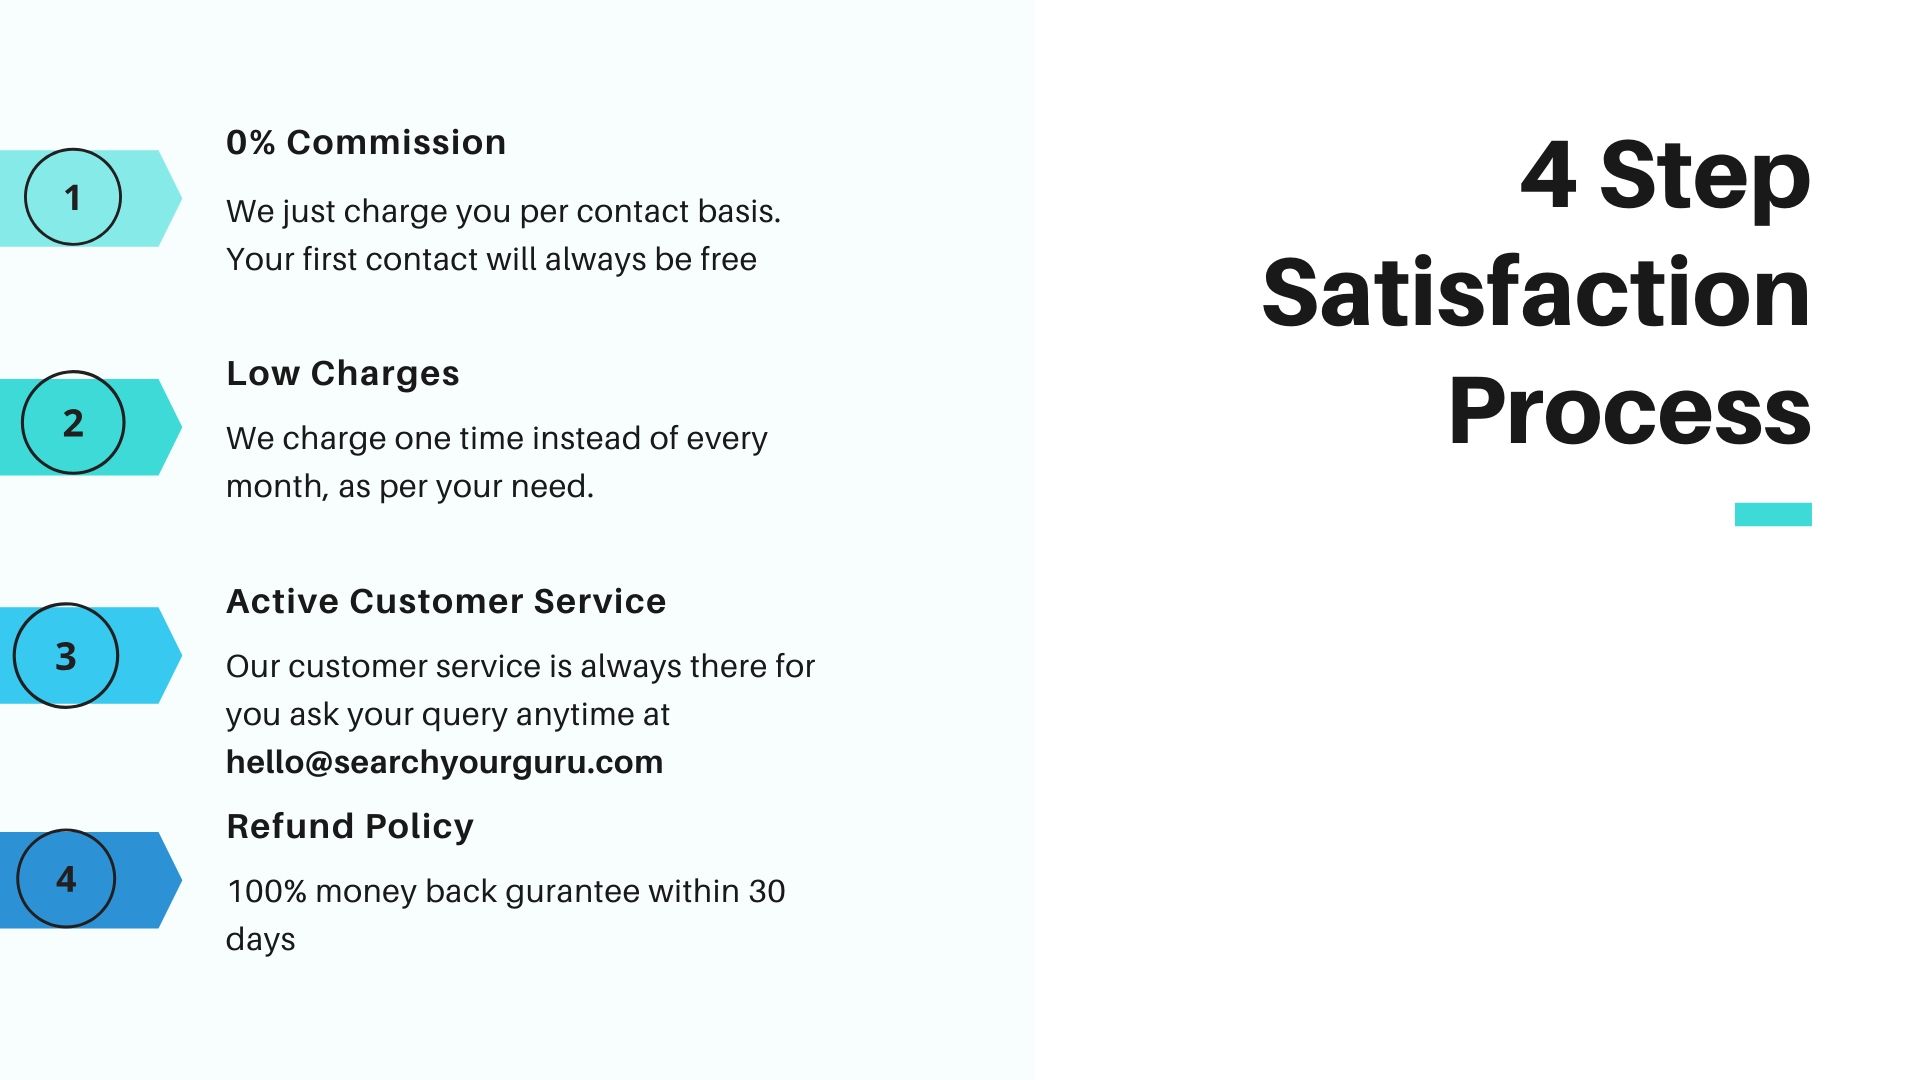 4 Step
Satisfaction
Process
1
0% Commission
We just charge you per contact basis.
Your first contact will always be free
2
Low Charges
We charge one time instead of every
month, as per your need.
3
Active Customer Service
Our customer service is always there for
you ask your query anytime at
hello@searchyourguru.com
4
Refund Policy
100% money back gurantee within 30
days